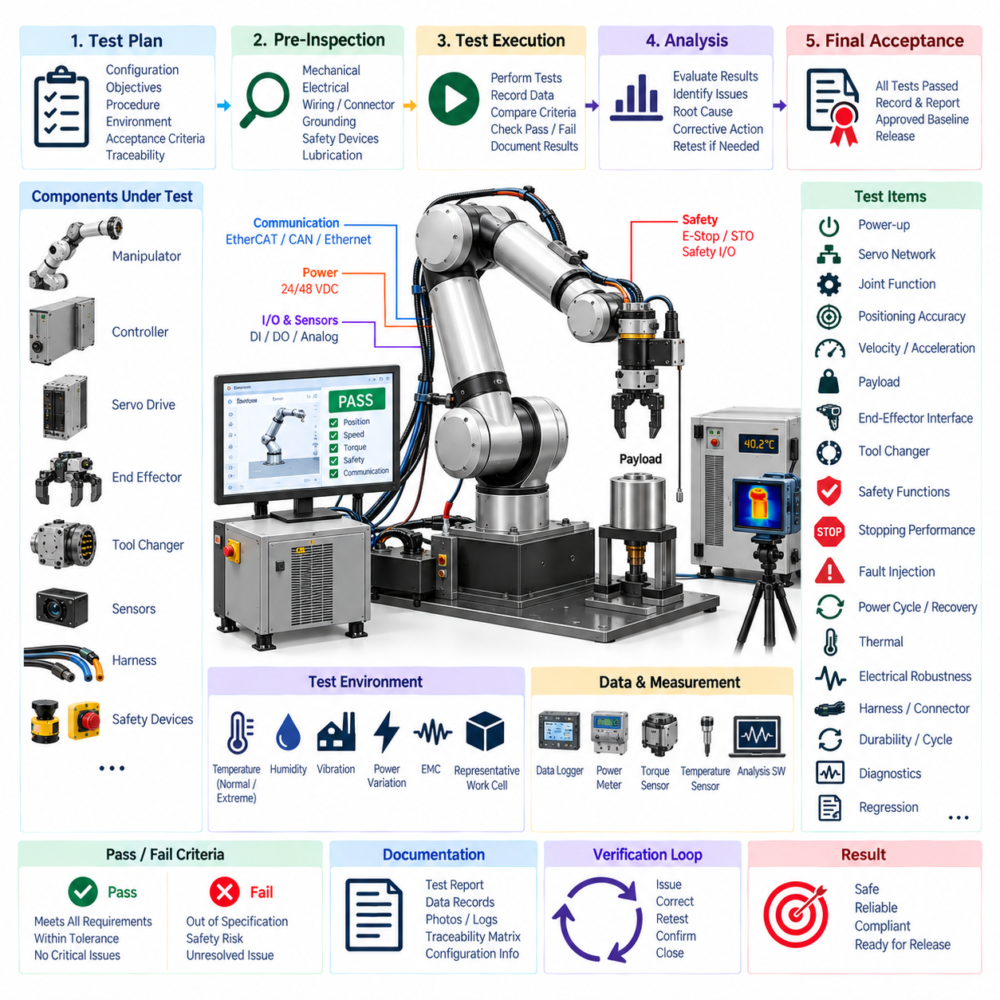 1. Test Plan
Configuration
Objectives
Procedure
Environment
Acceptance Criteria
Traceability
2. Pre-Inspection
Mechanical
Electrical
Wiring / Connector
Grounding
Safety Devices
Lubrication
3. Test Execution
Perform Tests
Record Data
Compare Criteria
Check Pass / Fail
Document Results
4. Analysis
Evaluate Results
Identify Issues
Root Cause
Corrective Action
Retest if Needed
5. Final Acceptance
All Tests Passed
Record & Report
Approved Baseline
Release
Components Under Test
Manipulator
Controller
Servo Drive
End Effector
Tool Changer
Sensors
Harness
Safety Devices
...
Communication
EtherCAT / CAN / Ethernet
Power
24/48 VDC
I/O & Sensors
DI / DO / Analog
Safety
E-Stop / STO
Safety I/O
PASS
Position
Speed
Torque
Safety
Communication
Payload
40.2°C
Test Items
Power-up
Servo Network
Joint Function
Positioning Accuracy
Velocity / Acceleration
Payload
End-Effector Interface
Tool Changer
Safety Functions
STOP
Stopping Performance
Fault Injection
Power Cycle / Recovery
Thermal
Electrical Robustness
Harness / Connector
Durability / Cycle
Diagnostics
Regression
...
Test Environment
Temperature
(Normal /
Extreme)
Humidity
Vibration
Power
Variation
EMC
Representative
Work Cell
Data & Measurement
Data Logger
Power
Meter
Torque
Sensor
Temperature
Sensor
Analysis SW
Pass / Fail Criteria
Pass
Meets All Requirements
Within Tolerance
No Critical Issues
Fail
Out of Specification
Safety Risk
Unresolved Issue
Documentation
Test Report
Data Records
Photos / Logs
Traceability Matrix
Configuration Info
Verification Loop
Issue
Correct
Retest
Confirm
Close
Result
Safe
Reliable
Compliant
Ready for Release